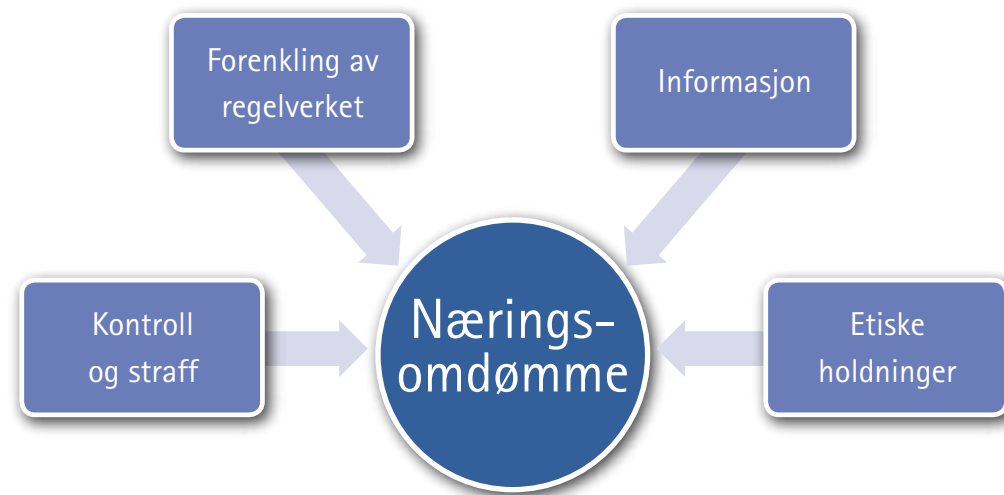 Forenkling av
regelverket
Informasjon
Kontroll
og straff
Nærings-
omdømme
Etiske
holdninger